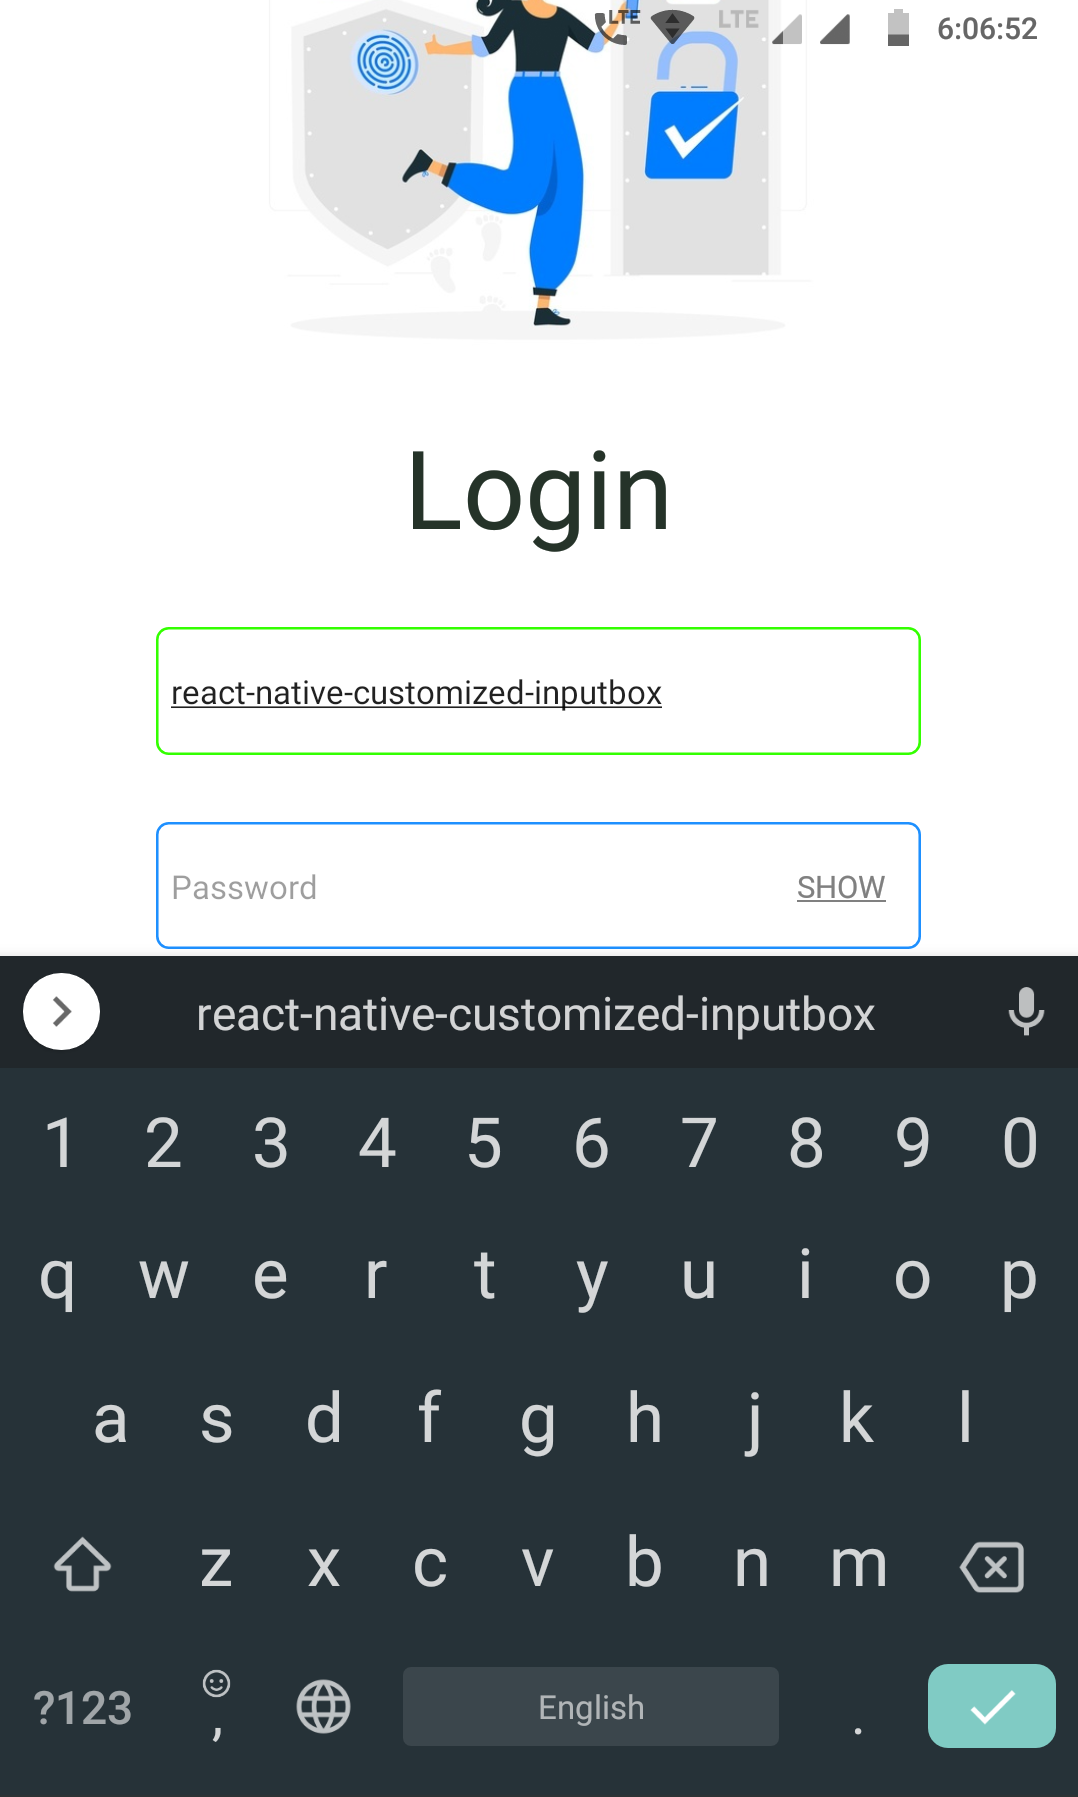 LTE LTE 6:06:52
Login
react-native-customized-inputbox
Password SHOW
react-native-customized-inputbox
1 2 3 4 5 6 7 8 9 0
q w e r t y u i o p
a s d f g h j k l
z x c v b n m
?123 , English .